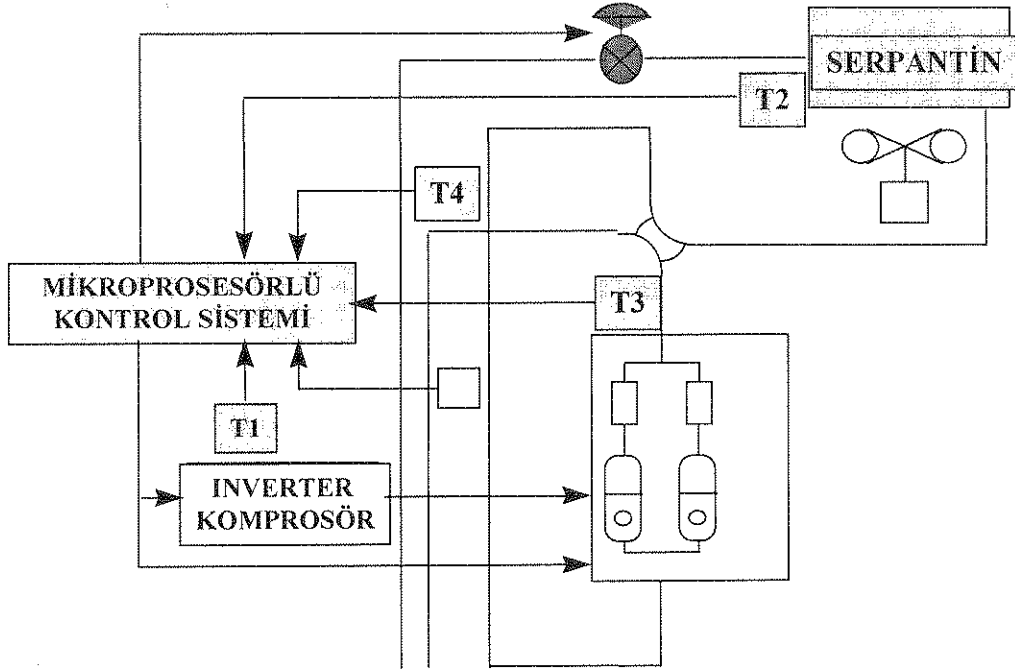 SERPANTİN
T2
T4
MİKROPROSESÖRLÜ
KONTROL SİSTEMİ
T3
T1
INVERTER
KOMPROSÖR